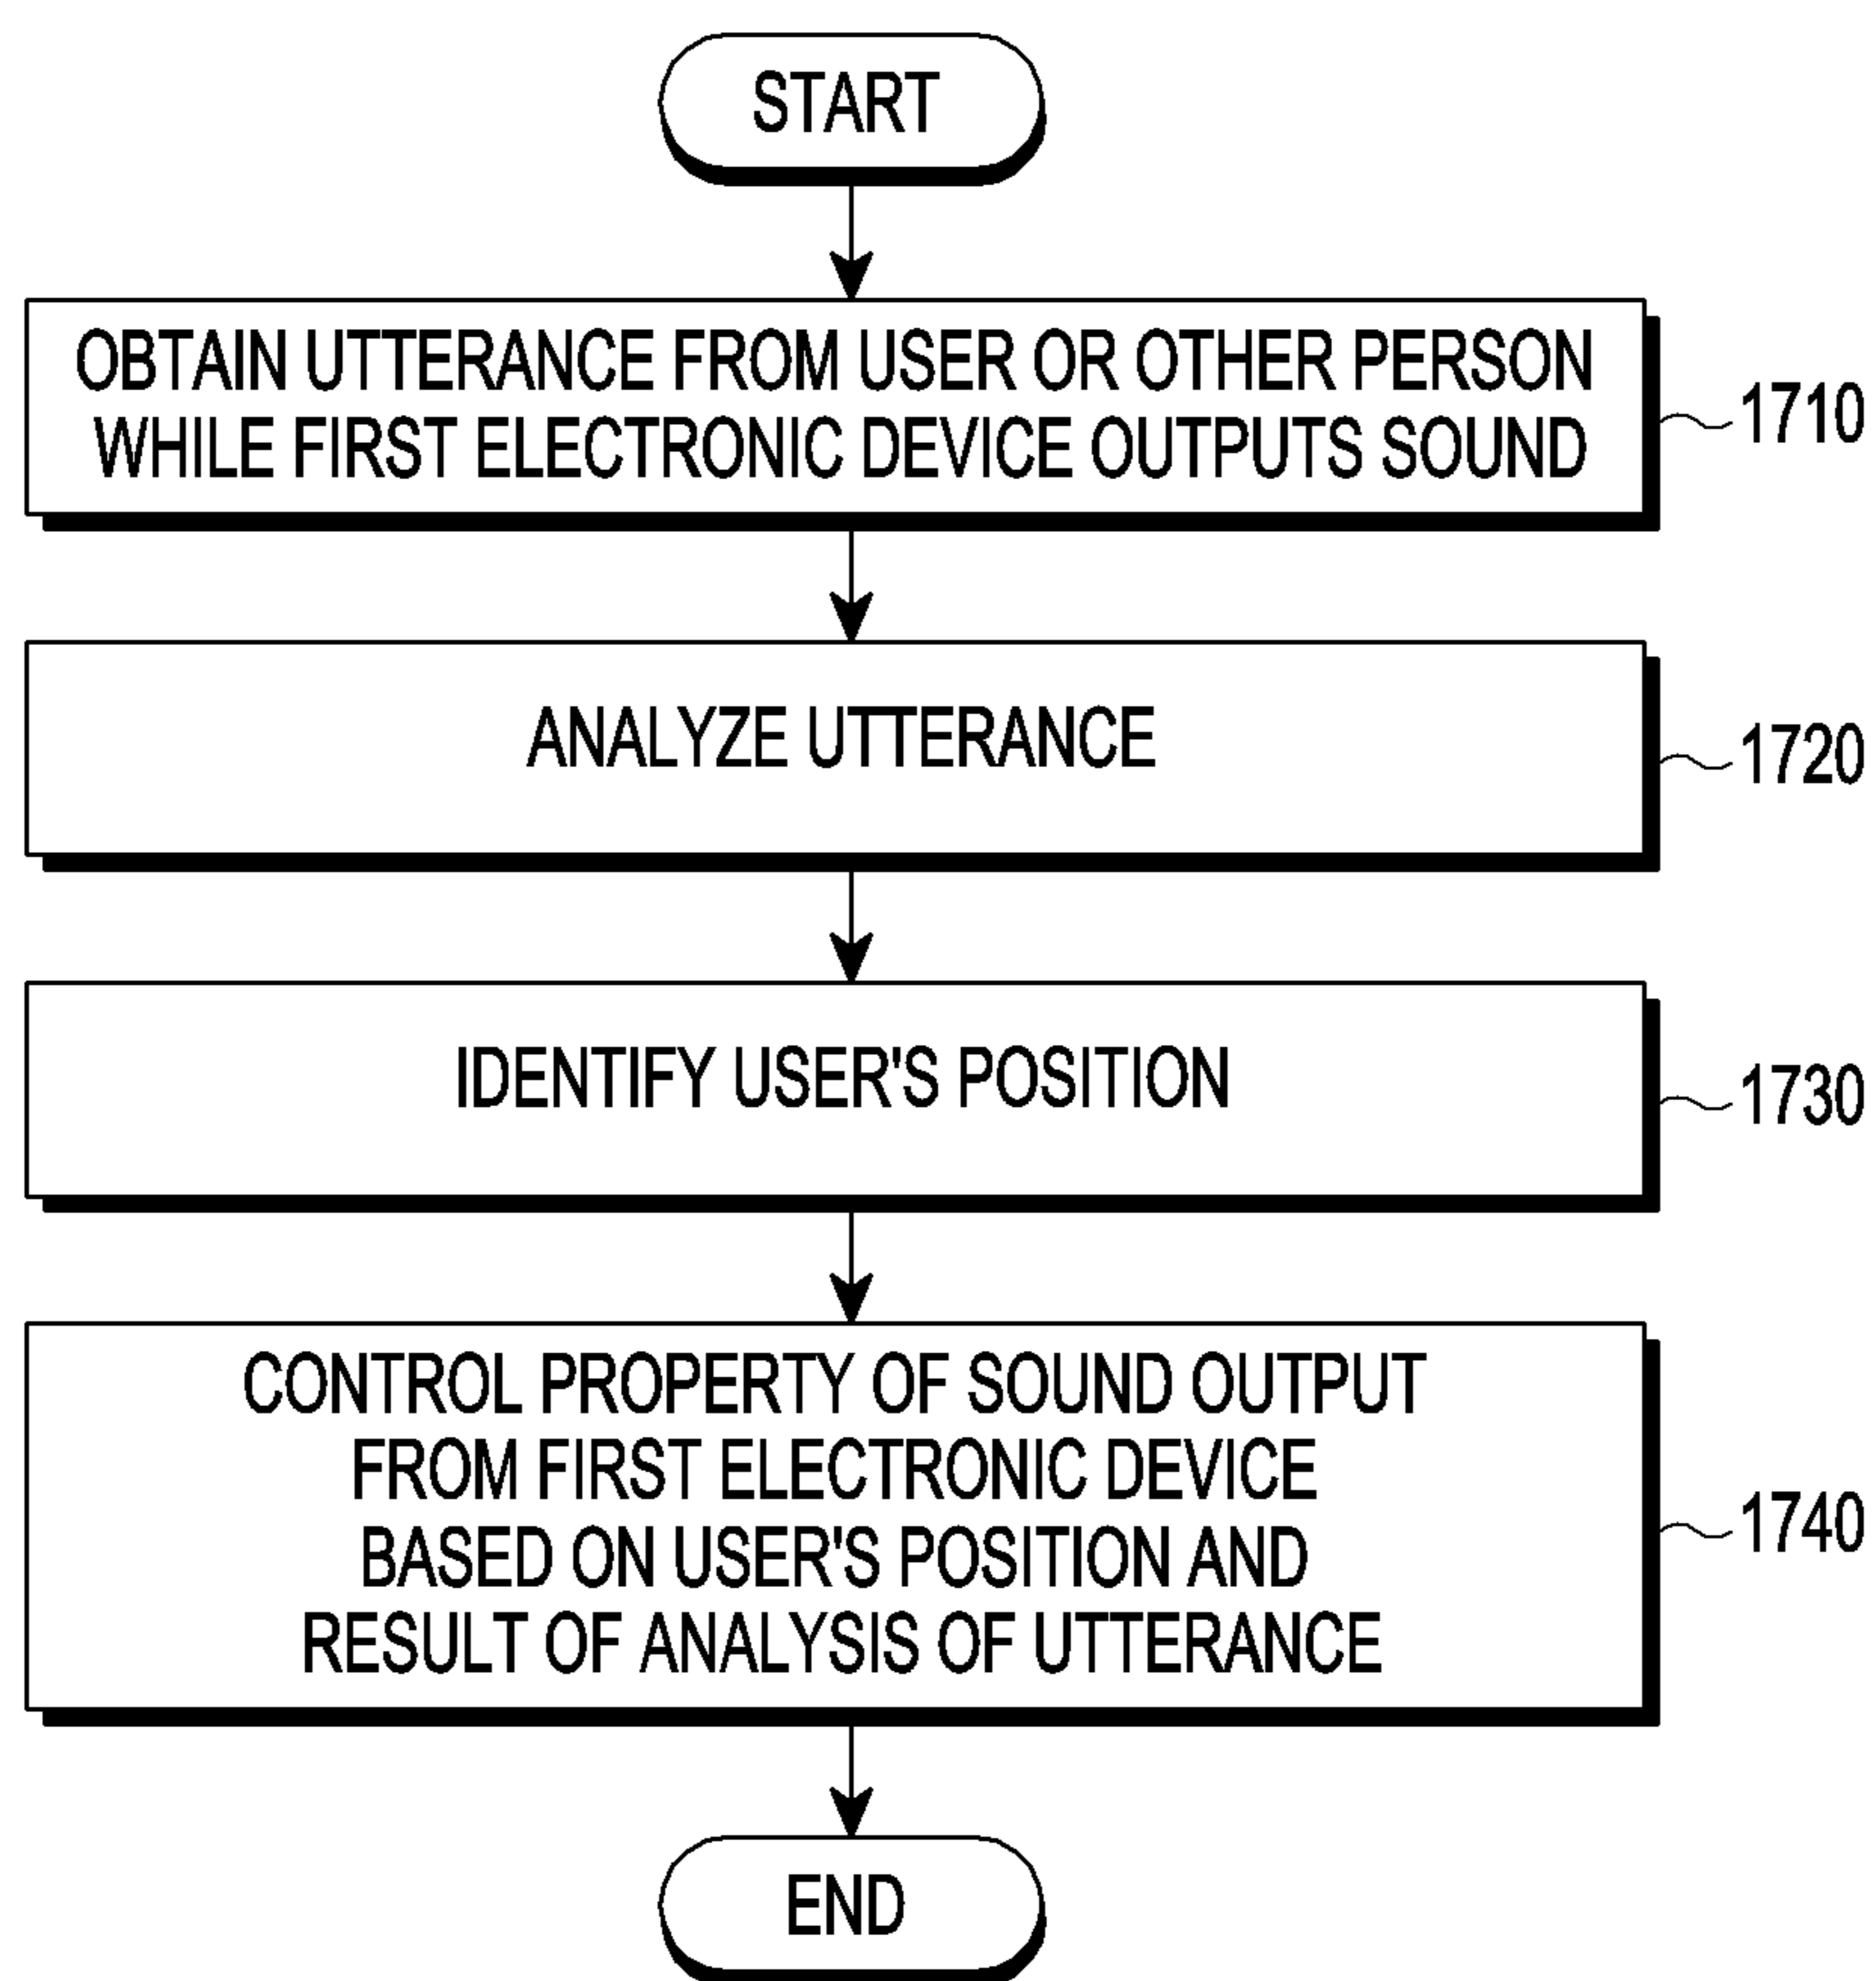 START
OBTAIN UTTERANCE FROM USER OR OTHER PERSON
WHILE FIRST ELECTRONIC DEVICE OUTPUTS SOUND
1710
ANALYZE UTTERANCE
1720
IDENTIFY USER'S POSITION
1730
CONTROL PROPERTY OF SOUND OUTPUT
FROM FIRST ELECTRONIC DEVICE
BASED ON USER'S POSITION AND
RESULT OF ANALYSIS OF UTTERANCE
1740
END